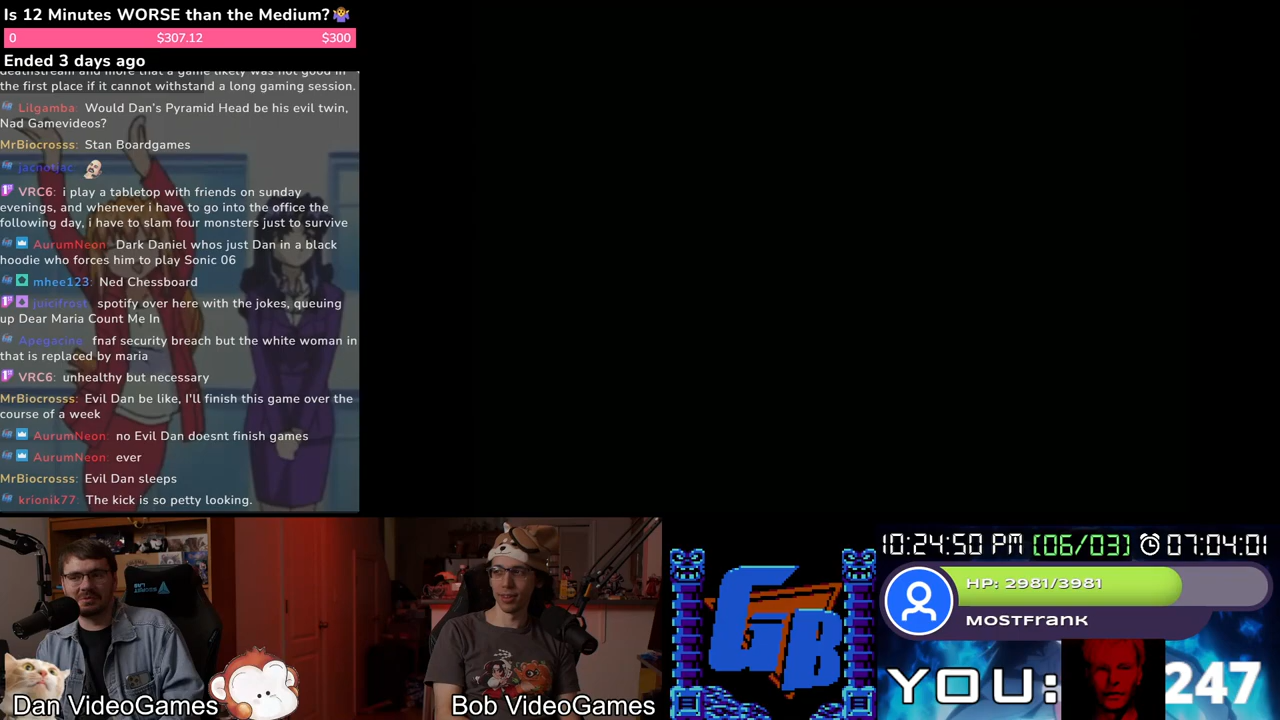 Is 12 Minutes WORSE than the Medium?🤷‍♀️
0 $307.12 $300
Ended 3 days ago
deathstream and more that a game likely was not good in
the first place if it cannot withstand a long gaming session.
Lilgamba: Would Dan's Pyramid Head be his evil twin,
Nad Gamevideos?
MrBiocrosss: Stan Boardgames
jacnotjac:
VRC6: i play a tabletop with friends on sunday
evenings, and whenever i have to go into the office the
following day, i have to slam four monsters just to survive
AurumNeon: Dark Daniel whos just Dan in a black
hoodie who forces him to play Sonic 06
mhee123: Ned Chessboard
juicifrost: spotify over here with the jokes, queuing
up Dear Maria Count Me In
Apegacine: fnaf security breach but the white woman in
that is replaced by maria
VRC6: unhealthy but necessary
MrBiocrosss: Evil Dan be like, I'll finish this game over the
course of a week
AurumNeon: no Evil Dan doesnt finish games
AurumNeon: ever
MrBiocrosss: Evil Dan sleeps
krionik77: The kick is so petty looking.
Dan VideoGames
Bob VideoGames
GB
10:24:50 PM [06/03] 07:04:01
HP: 2981/3981
MostFrank
YOU: 247